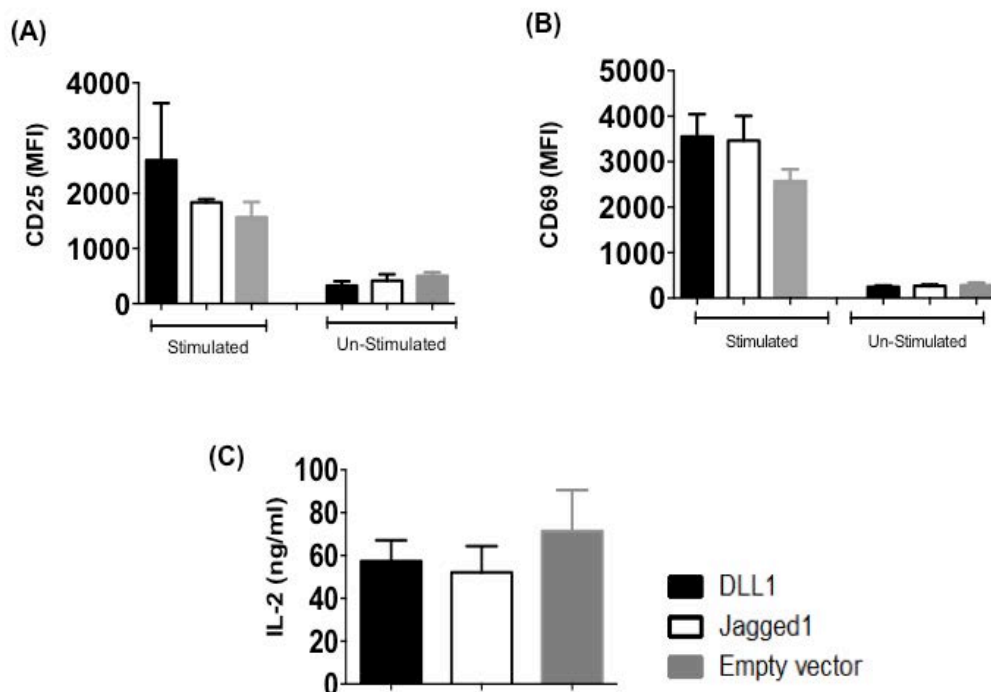 (A)
CD25 (MFI)
4000
3000
2000
1000
0
Stimulated
Un-Stimulated
(B)
CD69 (MFI)
5000
4000
3000
2000
1000
0
Stimulated
Un-Stimulated
(C)
IL-2 (ng/ml)
100
80
60
40
20
0
DLL1
Jagged1
Empty vector